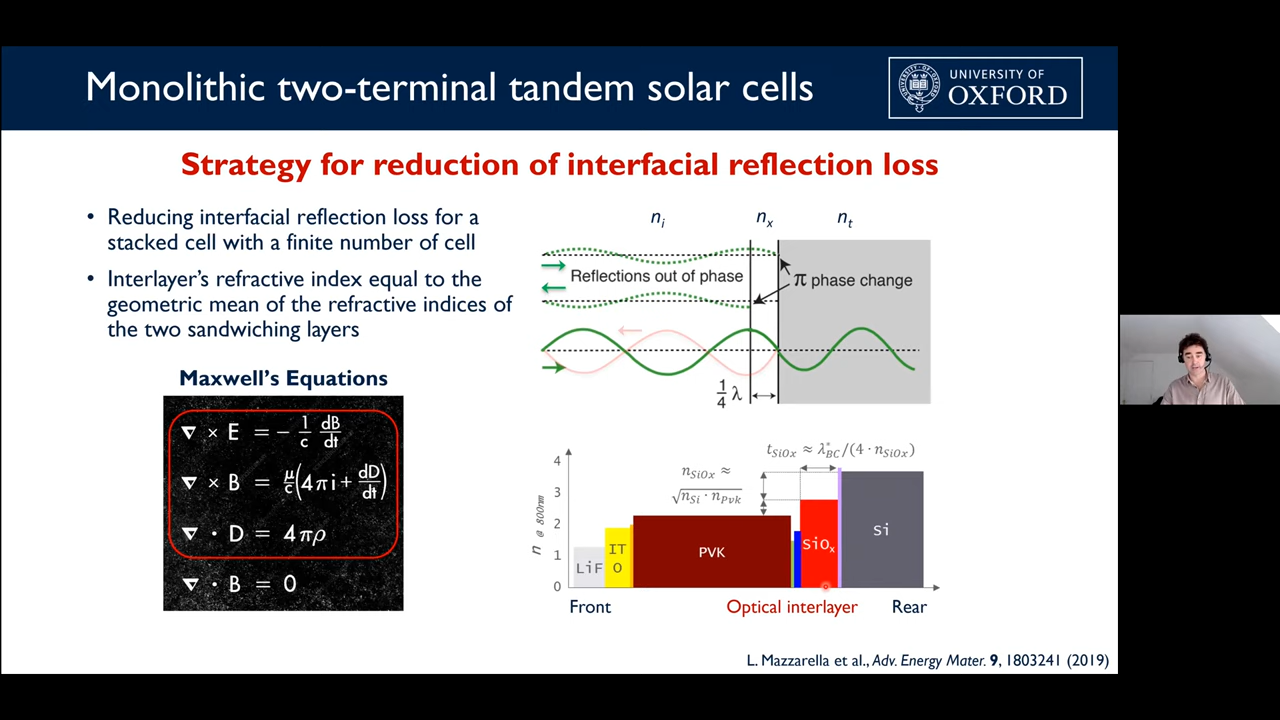 Monolithic two-terminal tandem solar cells
UNIVERSITY OF
OXFORD
Strategy for reduction of interfacial reflection loss
• Reducing interfacial reflection loss for a
stacked cell with a finite number of cell
• Interlayer's refractive index equal to the
geometric mean of the refractive indices of
the two sandwiching layers
Maxwell's Equations
∇ × E = - 1/c dB/dt
∇ × B = μ/c (4πi + dD/dt)
∇ · D = 4πρ
∇ · B = 0
n_i n_x n_t
Reflections out of phase
π phase change
1/4 λ
t_SiOx ≈ λ*_BC/(4 · n_SiOx)
n_SiOx ≈
√n_Si · n_Pvk
n @ 800nm
4
3
2
1
0
LiF
IT
O
PVK
SiOx
Si
Front
Optical interlayer
Rear
L. Mazzarella et al., Adv. Energy Mater. 9, 1803241 (2019)